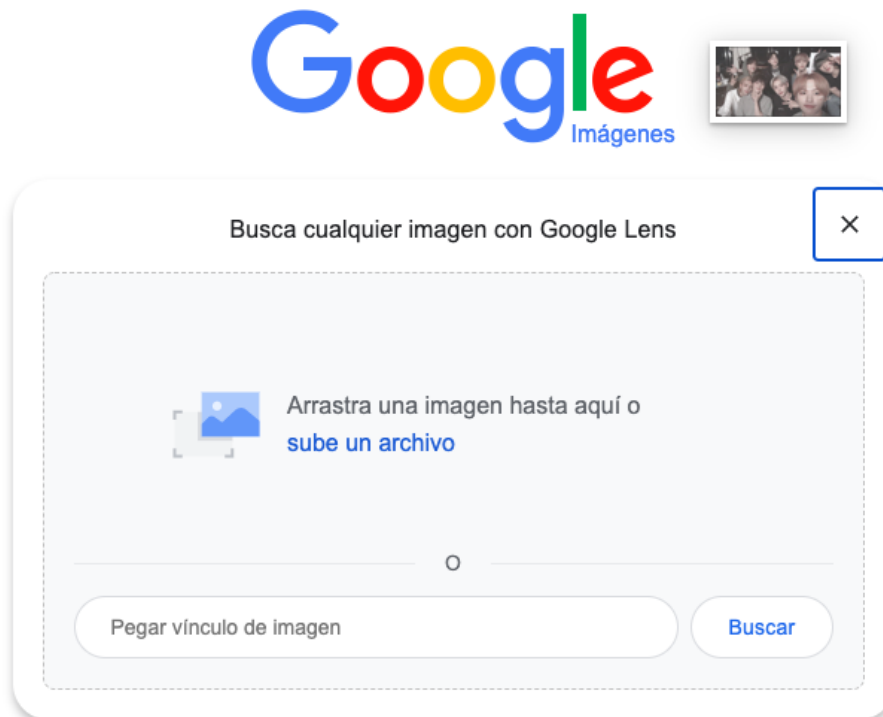 Google
Imágenes
Busca cualquier imagen con Google Lens
Arrastra una imagen hasta aquí o
sube un archivo
O
Pegar vínculo de imagen
Buscar